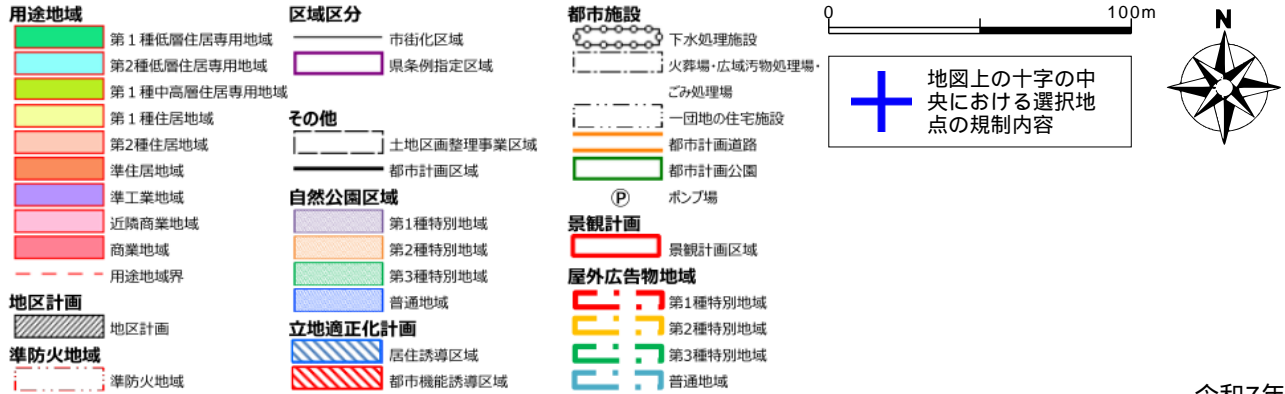 用途地域
第１種低層住居専用地域
第2種低層住居専用地域
第１種中高層住居専用地域
第１種住居地域
第2種住居地域
準住居地域
準工業地域
近隣商業地域
商業地域
用途地域界
地区計画
地区計画
準防火地域
準防火地域
区域区分
市街化区域
県条例指定区域
その他
土地区画整理事業区域
都市計画区域
自然公園区域
第1種特別地域
第2種特別地域
第3種特別地域
普通地域
立地適正化計画
居住誘導区域
都市機能誘導区域
都市施設
下水処理施設
火葬場・広域汚物処理場・
ごみ処理場
一団地の住宅施設
都市計画道路
都市計画公園
Ⓟ ポンプ場
景観計画
景観計画区域
屋外広告物地域
第1種特別地域
第2種特別地域
第3種特別地域
普通地域
0 100m
地図上の十字の中
央における選択地
点の規制内容
N